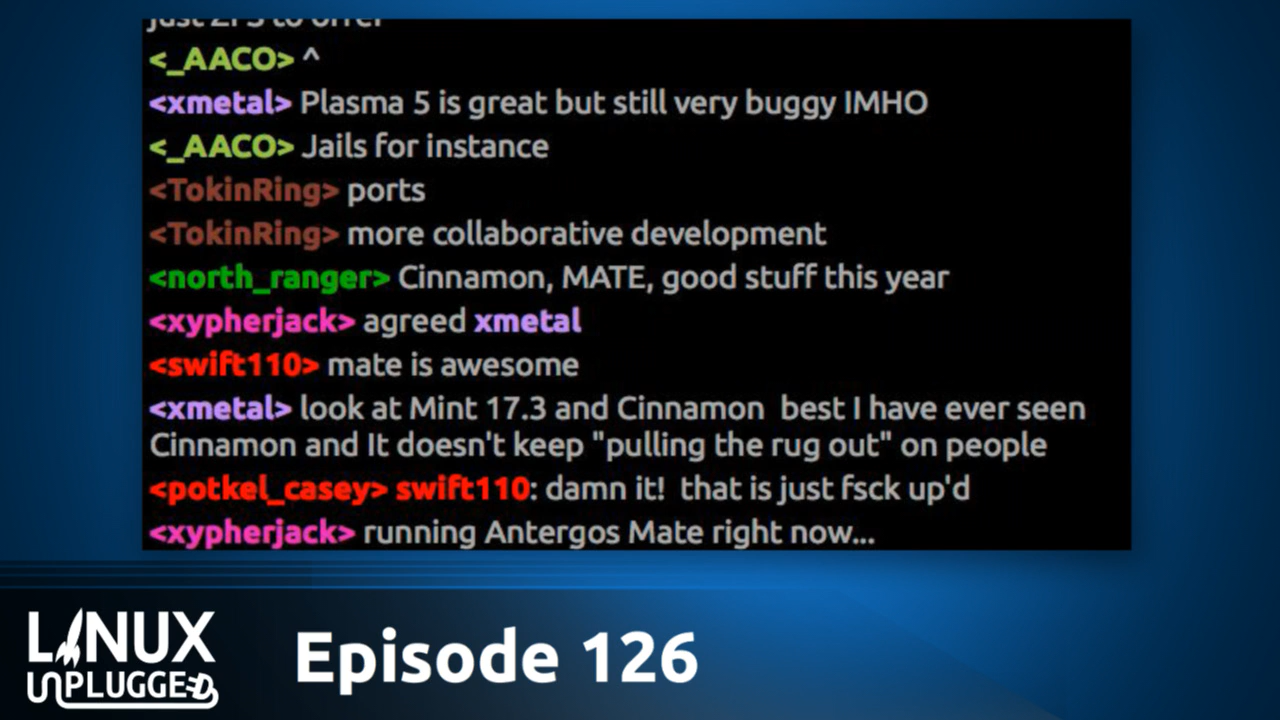 just ZFS to offer
<_AACO> ^
<xmetal> Plasma 5 is great but still very buggy IMHO
<_AACO> Jails for instance
<TokinRing> ports
<TokinRing> more collaborative development
<north_ranger> Cinnamon, MATE, good stuff this year
<xypherjack> agreed xmetal
<swift110> mate is awesome
<xmetal> look at Mint 17.3 and Cinnamon  best I have ever seen
Cinnamon and It doesn't keep "pulling the rug out" on people
<potkel_casey> swift110: damn it!  that is just fsck up'd
<xypherjack> running Antergos Mate right now...
LINUX
UNPLUGGED
Episode 126